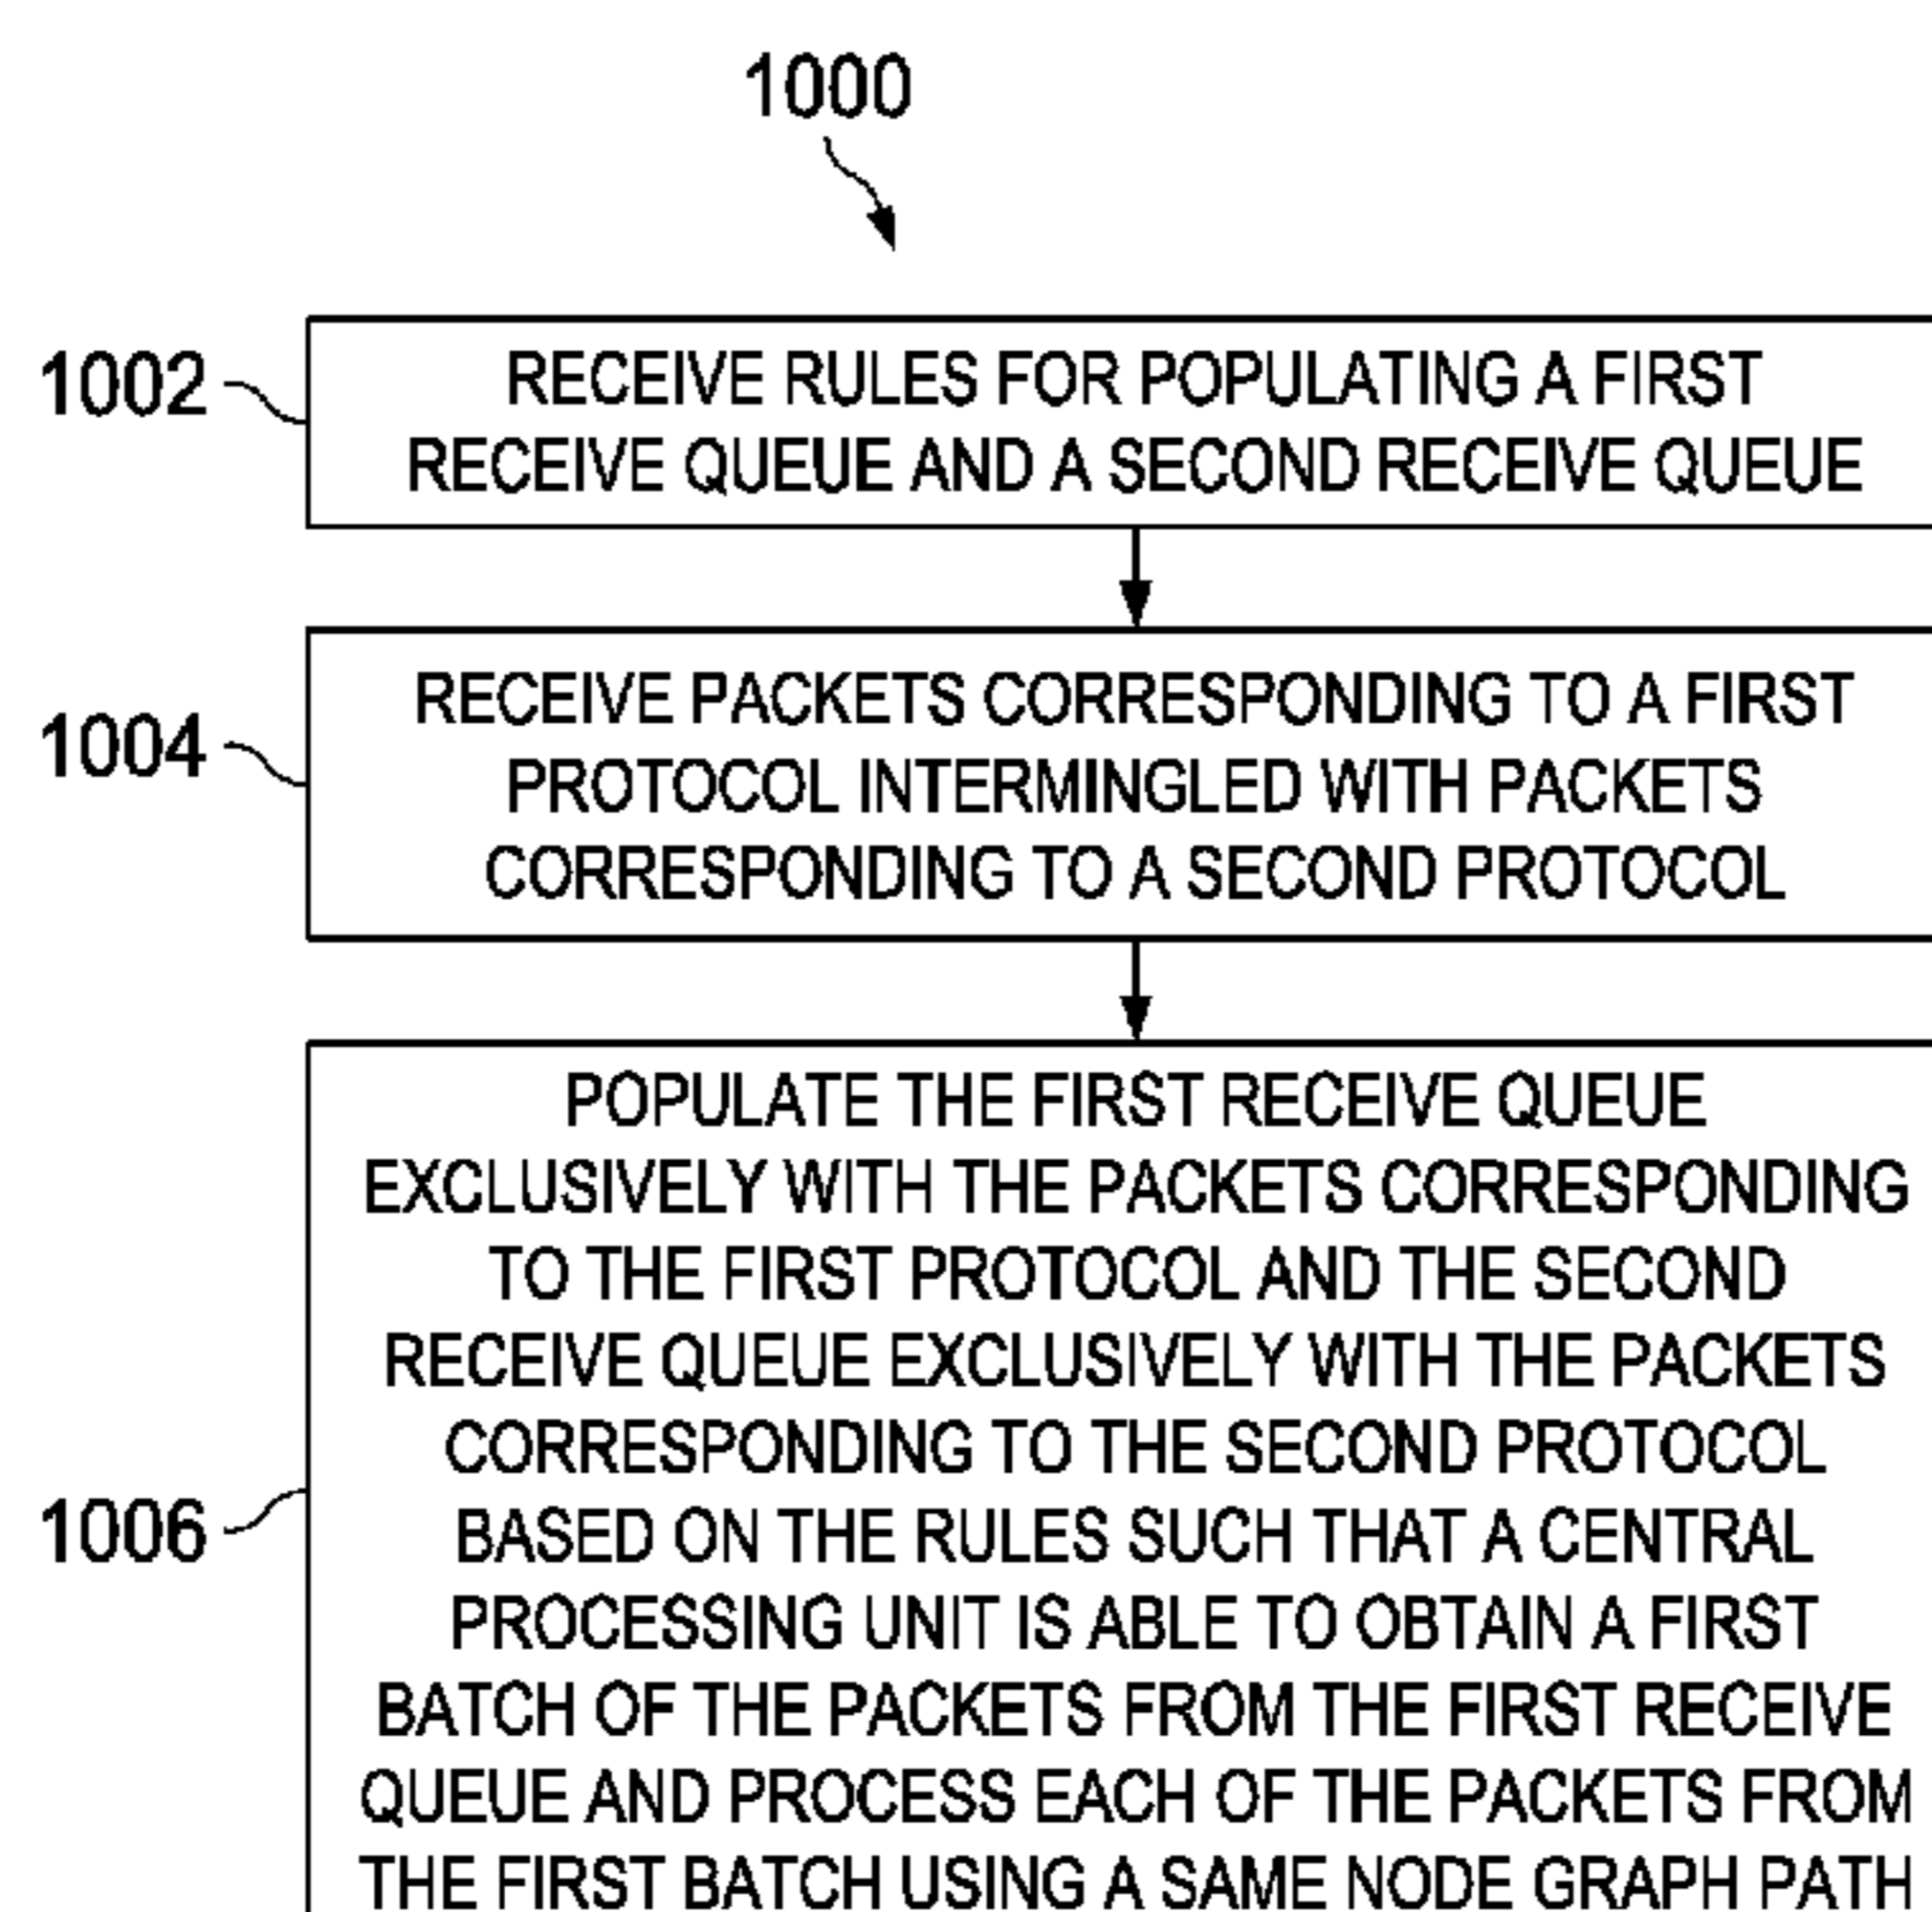 1000
1002
RECEIVE RULES FOR POPULATING A FIRST
RECEIVE QUEUE AND A SECOND RECEIVE QUEUE
1004
RECEIVE PACKETS CORRESPONDING TO A FIRST
PROTOCOL INTERMINGLED WITH PACKETS
CORRESPONDING TO A SECOND PROTOCOL
1006
POPULATE THE FIRST RECEIVE QUEUE
EXCLUSIVELY WITH THE PACKETS CORRESPONDING
TO THE FIRST PROTOCOL AND THE SECOND
RECEIVE QUEUE EXCLUSIVELY WITH THE PACKETS
CORRESPONDING TO THE SECOND PROTOCOL
BASED ON THE RULES SUCH THAT A CENTRAL
PROCESSING UNIT IS ABLE TO OBTAIN A FIRST
BATCH OF THE PACKETS FROM THE FIRST RECEIVE
QUEUE AND PROCESS EACH OF THE PACKETS FROM
THE FIRST BATCH USING A SAME NODE GRAPH PATH